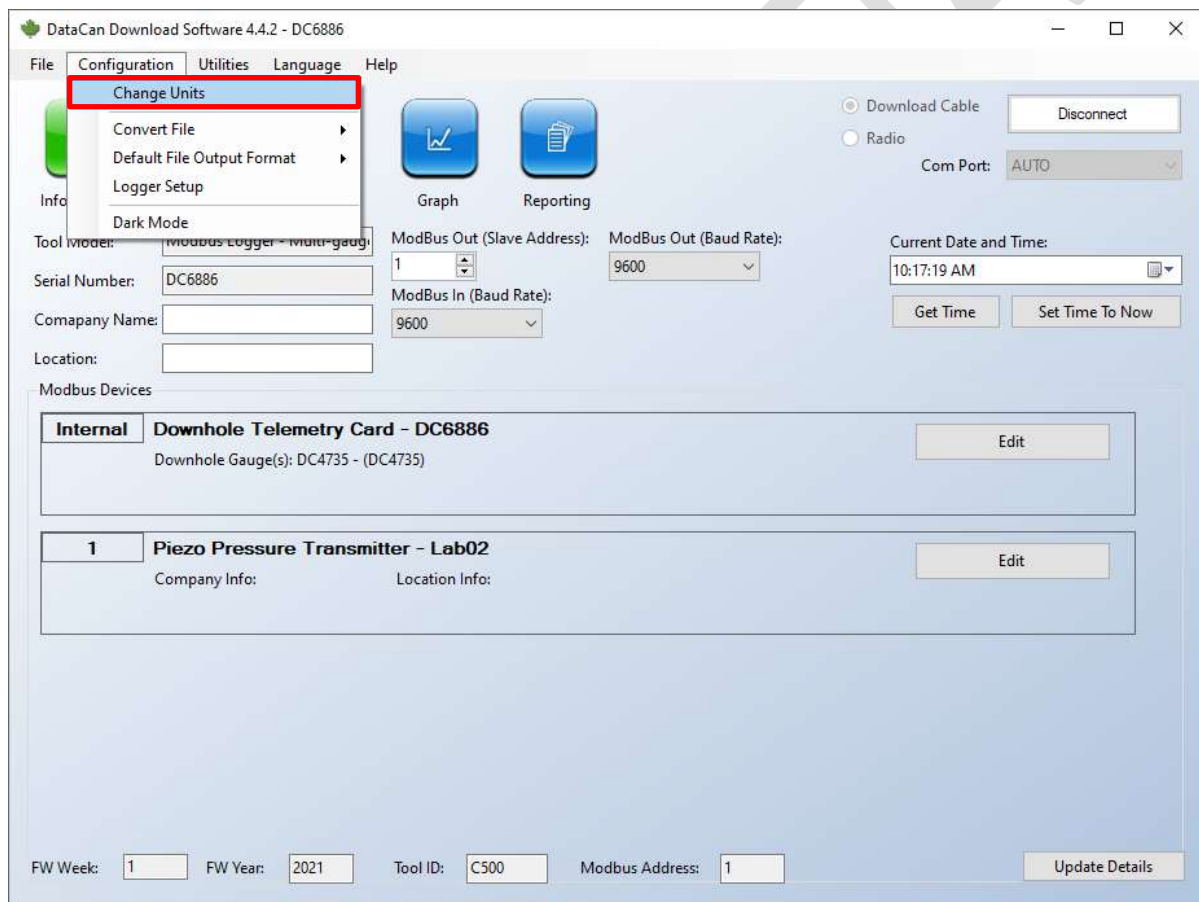 DataCan Download Software 4.4.2 - DC6886
File Configuration Utilities Language Help
Change Units
Convert File
Default File Output Format
Logger Setup
Dark Mode
Info
Graph
Reporting
Download Cable
Radio
Disconnect
Com Port: AUTO
Tool Model: Modbus Logger - Multi-gaug
Serial Number: DC6886
Comapany Name:
Location:
ModBus Out (Slave Address):
1
ModBus In (Baud Rate):
9600
ModBus Out (Baud Rate):
9600
Current Date and Time:
10:17:19 AM
Get Time Set Time To Now
Modbus Devices
Internal Downhole Telemetry Card - DC6886
Downhole Gauge(s): DC4735 - (DC4735)
Edit
1 Piezo Pressure Transmitter - Lab02
Company Info: Location Info:
Edit
FW Week: 1 FW Year: 2021 Tool ID: C500 Modbus Address: 1 Update Details